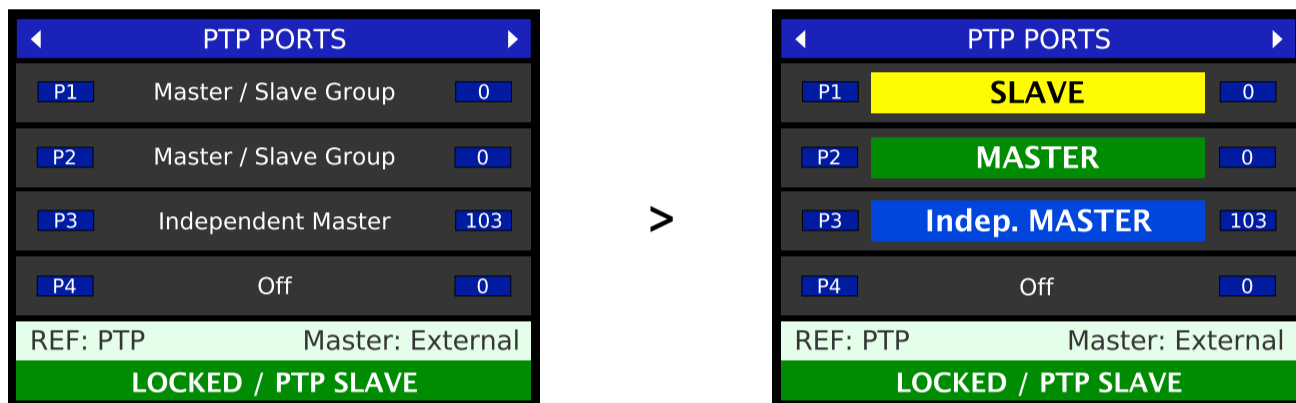 PTP PORTS
P1 Master / Slave Group 0
P2 Master / Slave Group 0
P3 Independent Master 103
P4 Off 0
REF: PTP Master: External
LOCKED / PTP SLAVE
>
PTP PORTS
P1 SLAVE 0
P2 MASTER 0
P3 Indep. MASTER 103
P4 Off 0
REF: PTP Master: External
LOCKED / PTP SLAVE